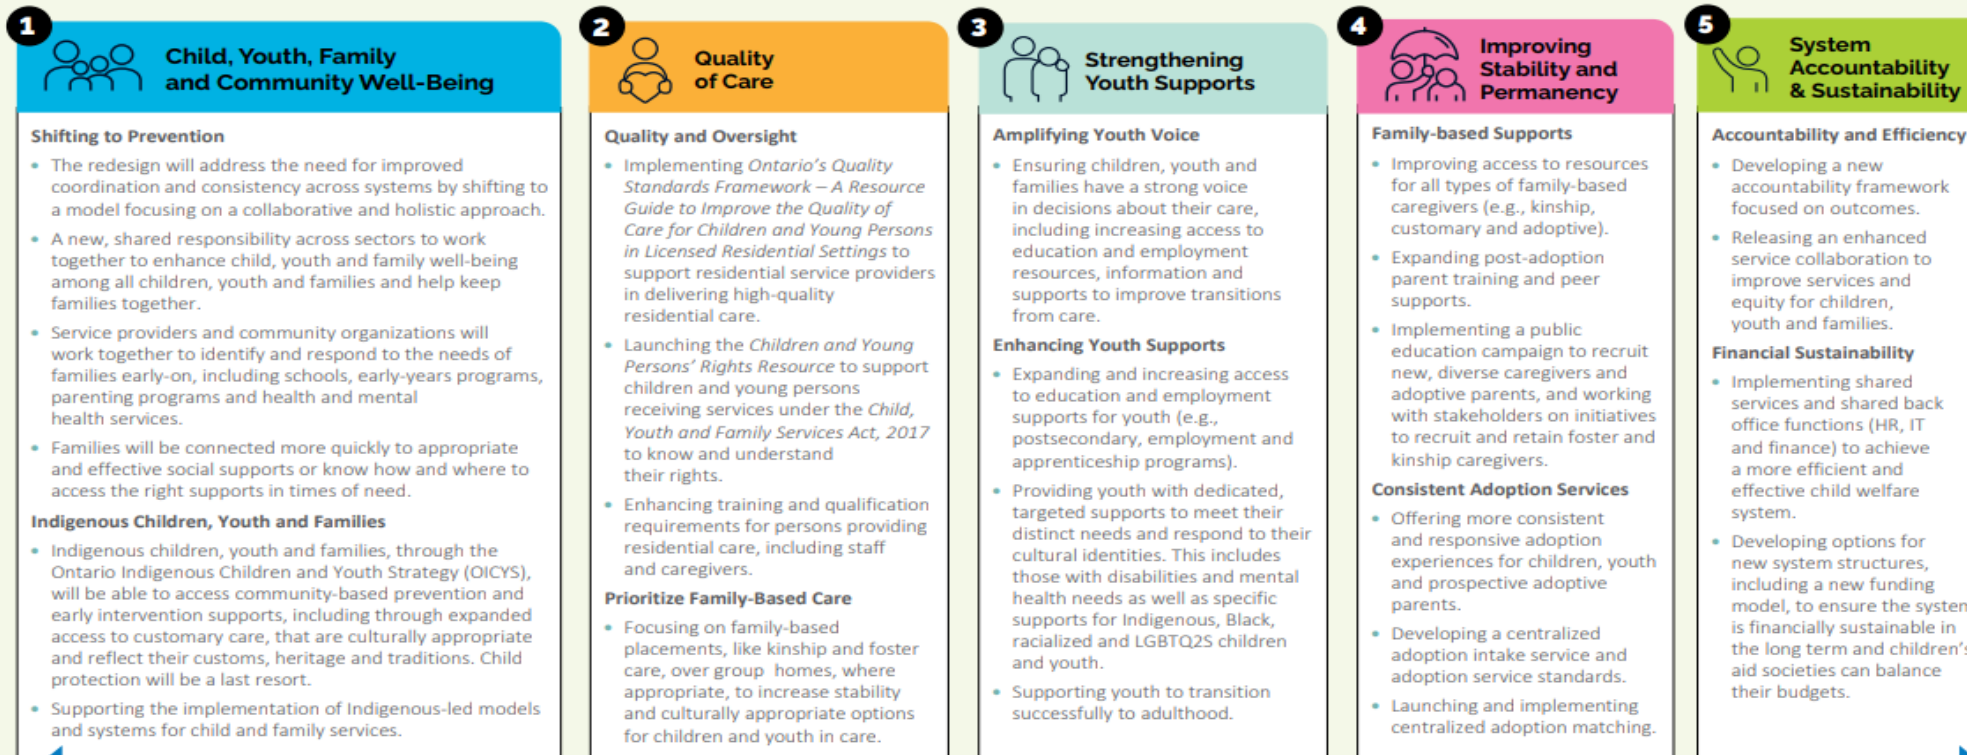 1
Child, Youth, Family
and Community Well-Being
Shifting to Prevention
• The redesign will address the need for improved
coordination and consistency across systems by shifting to
a model focusing on a collaborative and holistic approach.
• A new, shared responsibility across sectors to work
together to enhance child, youth and family well-being
among all children, youth and families and help keep
families together.
• Service providers and community organizations will
work together to identify and respond to the needs of
families early-on, including schools, early-years programs,
parenting programs and health and mental
health services.
• Families will be connected more quickly to appropriate
and effective social supports or know how and where to
access the right supports in times of need.
Indigenous Children, Youth and Families
• Indigenous children, youth and families, through the
Ontario Indigenous Children and Youth Strategy (OICYS),
will be able to access community-based prevention and
early intervention supports, including through expanded
access to customary care, that are culturally appropriate
and reflect their customs, heritage and traditions. Child
protection will be a last resort.
• Supporting the implementation of Indigenous-led models
and systems for child and family services.
2
Quality
of Care
Quality and Oversight
• Implementing Ontario's Quality
Standards Framework – A Resource
Guide to Improve the Quality of
Care for Children and Young Persons
in Licensed Residential Settings to
support residential service providers
in delivering high-quality
residential care.
• Launching the Children and Young
Persons' Rights Resource to support
children and young persons
receiving services under the Child,
Youth and Family Services Act, 2017
to know and understand
their rights.
• Enhancing training and qualification
requirements for persons providing
residential care, including staff
and caregivers.
Prioritize Family-Based Care
• Focusing on family-based
placements, like kinship and foster
care, over group homes, where
appropriate, to increase stability
and culturally appropriate options
for children and youth in care.
3
Strengthening
Youth Supports
Amplifying Youth Voice
• Ensuring children, youth and
families have a strong voice
in decisions about their care,
including increasing access to
education and employment
resources, information and
supports to improve transitions
from care.
Enhancing Youth Supports
• Expanding and increasing access
to education and employment
supports for youth (e.g.,
postsecondary, employment and
apprenticeship programs).
• Providing youth with dedicated,
targeted supports to meet their
distinct needs and respond to their
cultural identities. This includes
those with disabilities and mental
health needs as well as specific
supports for Indigenous, Black,
racialized and LGBTQ2S children
and youth.
• Supporting youth to transition
successfully to adulthood.
4
Improving
Stability and
Permanency
Family-based Supports
• Improving access to resources
for all types of family-based
caregivers (e.g., kinship,
customary and adoptive).
• Expanding post-adoption
parent training and peer
supports.
• Implementing a public
education campaign to recruit
new, diverse caregivers and
adoptive parents, and working
with stakeholders on initiatives
to recruit and retain foster and
kinship caregivers.
Consistent Adoption Services
• Offering more consistent
and responsive adoption
experiences for children, youth
and prospective adoptive
parents.
• Developing a centralized
adoption intake service and
adoption service standards.
• Launching and implementing
centralized adoption matching.
5
System
Accountability
& Sustainability
Accountability and Efficiency
• Developing a new
accountability framework
focused on outcomes.
• Releasing an enhanced
service collaboration to
improve services and
equity for children,
youth and families.
Financial Sustainability
• Implementing shared
services and shared back
office functions (HR, IT
and finance) to achieve
a more efficient and
effective child welfare
system.
• Developing options for
new system structures,
including a new funding
model, to ensure the system
is financially sustainable in
the long term and children's
aid societies can balance
their budgets.